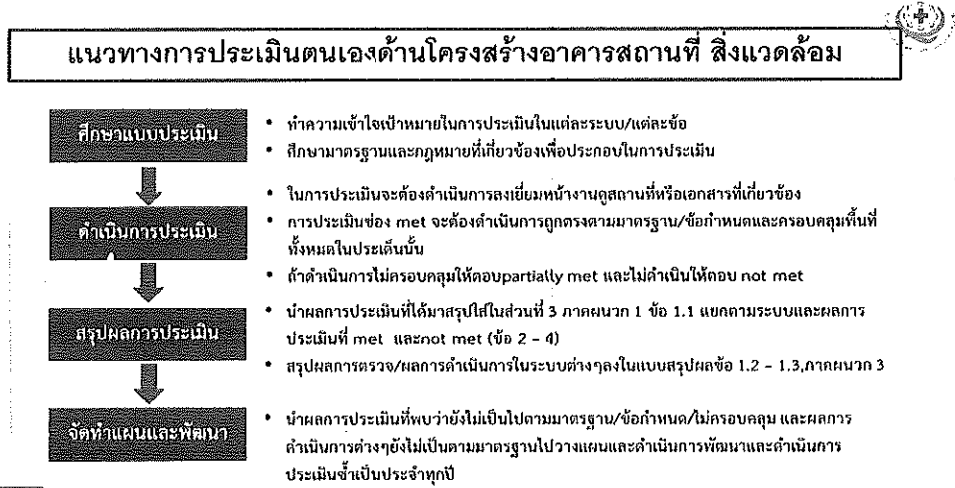 แนวทางการประเมินตนเองด้านโครงสร้างอาคารสถานที่ สิ่งแวดล้อม
ศึกษาแบบประเมิน
• ทำความเข้าใจเป้าหมายในการประเมินในแต่ละระบบ/แต่ละข้อ
• ศึกษามาตรฐานและกฎหมายที่เกี่ยวข้องเพื่อประกอบในการประเมิน
ดำเนินการประเมิน
• ในการประเมินจะต้องดำเนินการลงเยี่ยมหน้างานดูสถานที่หรือเอกสารที่เกี่ยวข้อง
• การประเมินช่อง met จะต้องดำเนินการถูกตรงตามมาตรฐาน/ข้อกำหนดและครอบคลุมพื้นที่
ทั้งหมดในประเด็นนั้น
• ถ้าดำเนินการไม่ครอบคลุมให้ตอบpartially met และไม่ดำเนินให้ตอบ not met
สรุปผลการประเมิน
• นำผลการประเมินที่ได้มาสรุปใส่ในส่วนที่ 3 ภาคผนวก 1 ข้อ 1.1 แยกตามระบบและผลการ
ประเมินที่ met และnot met (ข้อ 2 - 4)
• สรุปผลการตรวจ/ผลการดำเนินการในระบบต่างๆลงในแบบสรุปผลข้อ 1.2 - 1.3,ภาคผนวก 3
จัดทำแผนและพัฒนา
• นำผลการประเมินที่พบว่ายังไม่เป็นไปตามมาตรฐาน/ข้อกำหนด/ไม่ครอบคลุม และผลการ
ดำเนินการต่างๆยังไม่เป็นตามมาตรฐานไปวางแผนและดำเนินการพัฒนาและดำเนินการ
ประเมินซ้ำเป็นประจำทุกปี